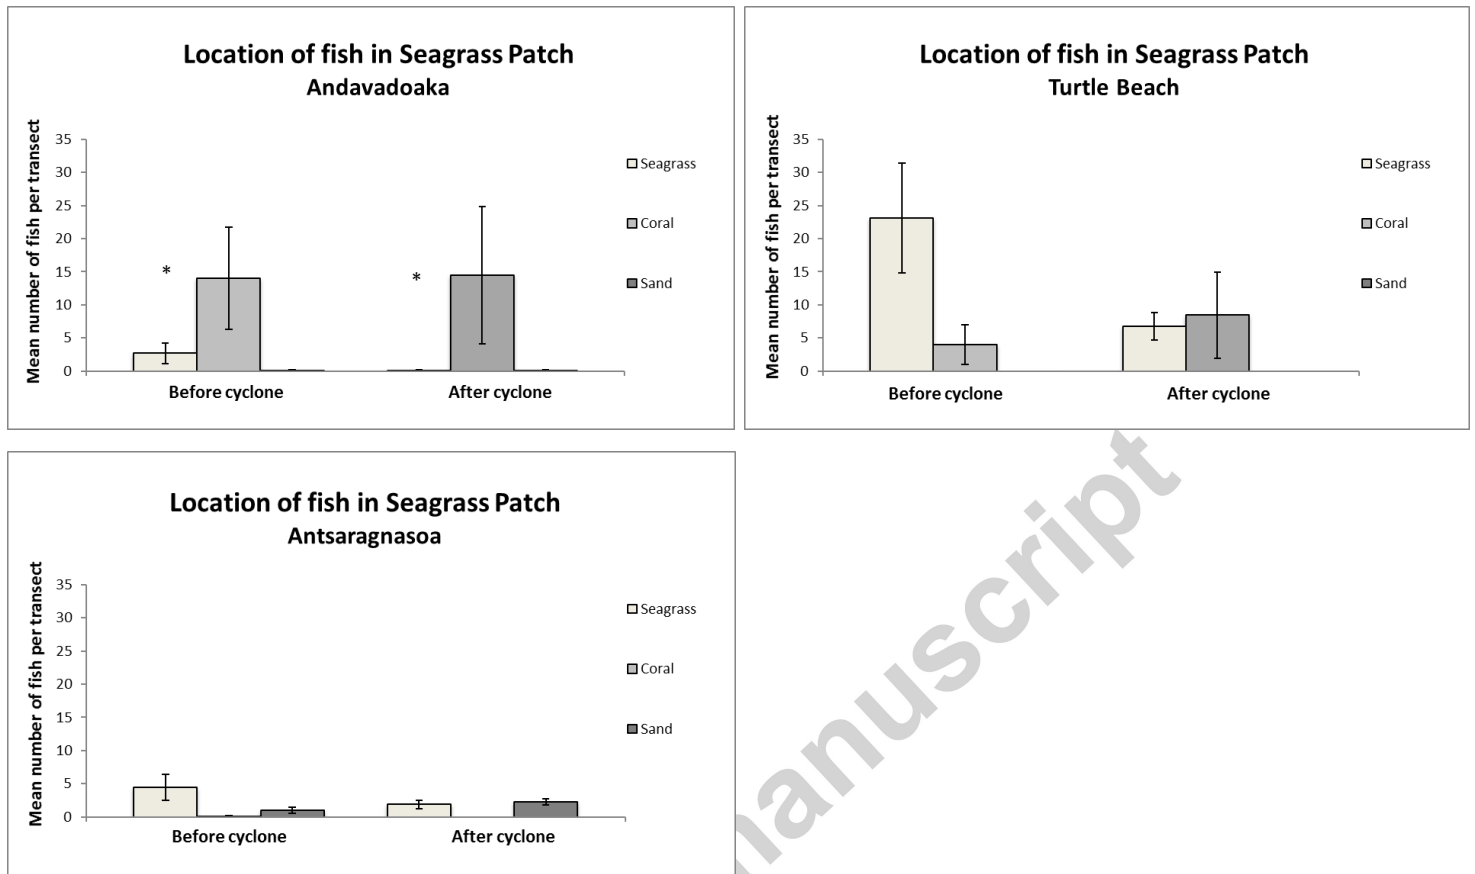 Location of fish in Seagrass Patch
Andavadoaka
Mean number of fish per transect
35
30
25
20
15
10
5
0
*
*
Before cyclone
After cyclone
Seagrass
Coral
Sand
Location of fish in Seagrass Patch
Turtle Beach
Mean number of fish per transect
35
30
25
20
15
10
5
0
Before cyclone
After cyclone
Seagrass
Coral
Sand
Location of fish in Seagrass Patch
Antsaragnasoa
Mean number of fish per transect
35
30
25
20
15
10
5
0
Before cyclone
After cyclone
Seagrass
Coral
Sand
anuscript